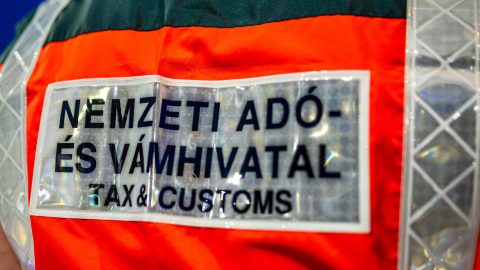 NEMZETI ADÓ-
ÉS VÁMHIVATAL
TAX & CUSTOMS